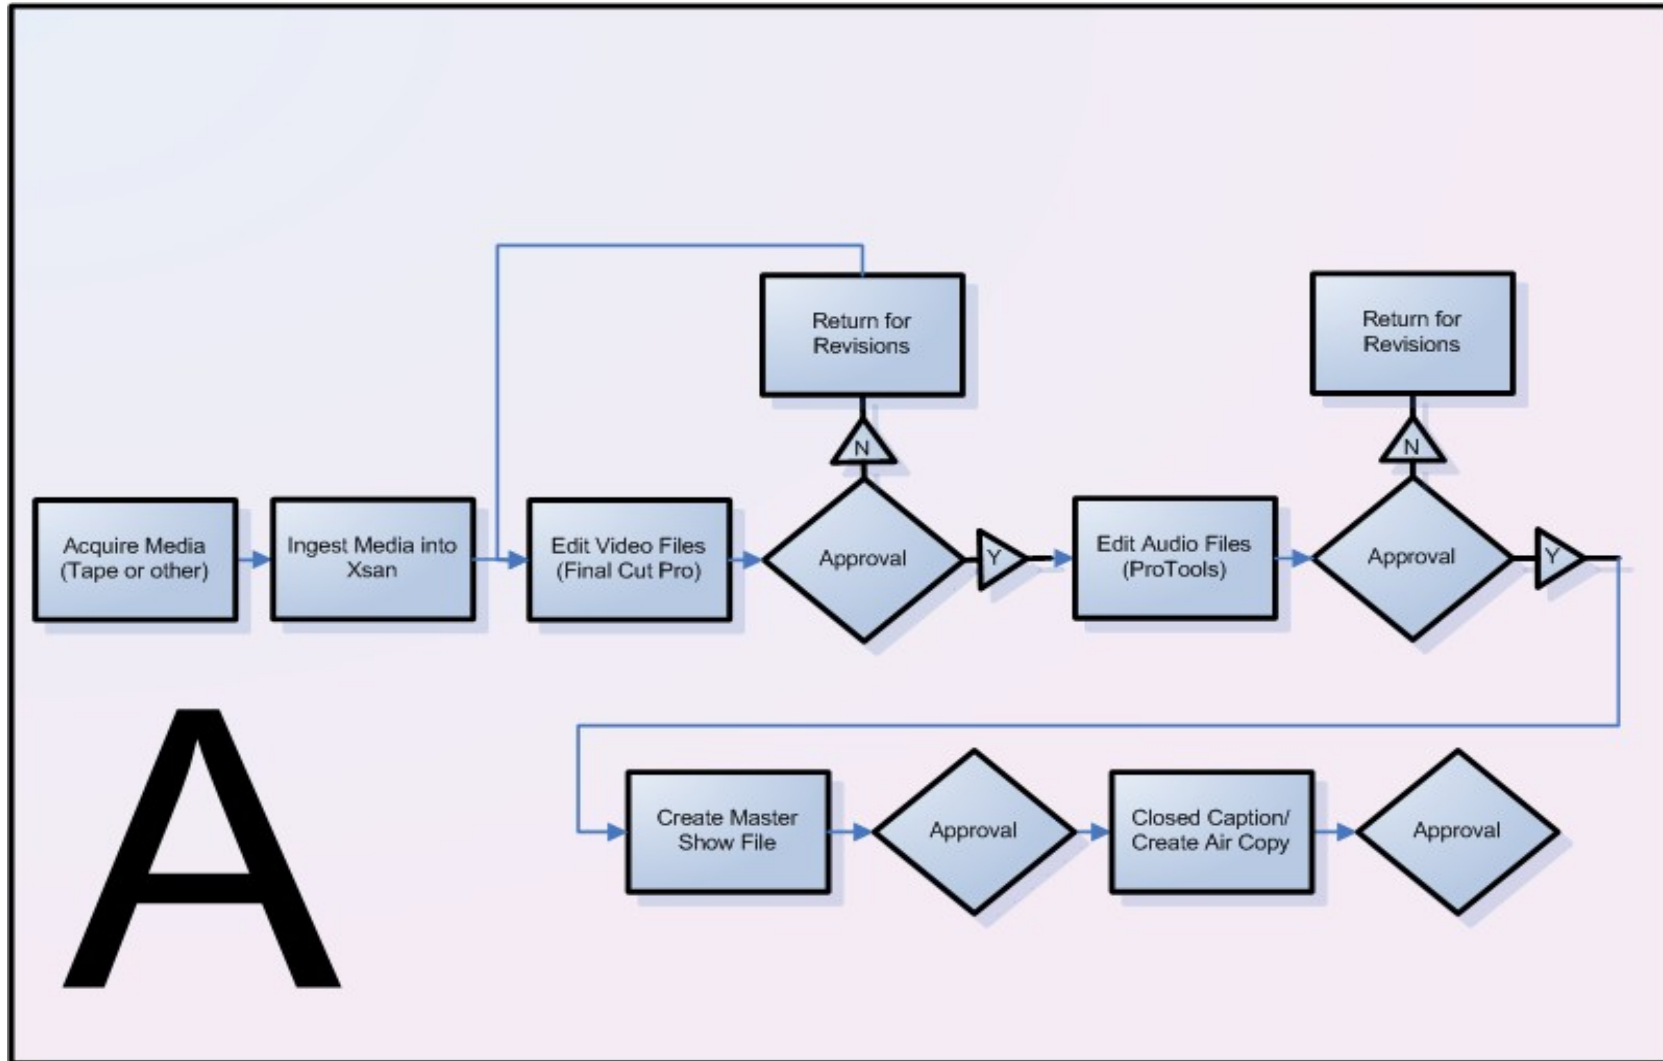 Return for
Revisions
Return for
Revisions
N
N
Acquire Media
(Tape or other)
Ingest Media into
Xsan
Edit Video Files
(Final Cut Pro)
Approval
Y
Edit Audio Files
(ProTools)
Approval
Y
A
Create Master
Show File
Approval
Closed Caption/
Create Air Copy
Approval